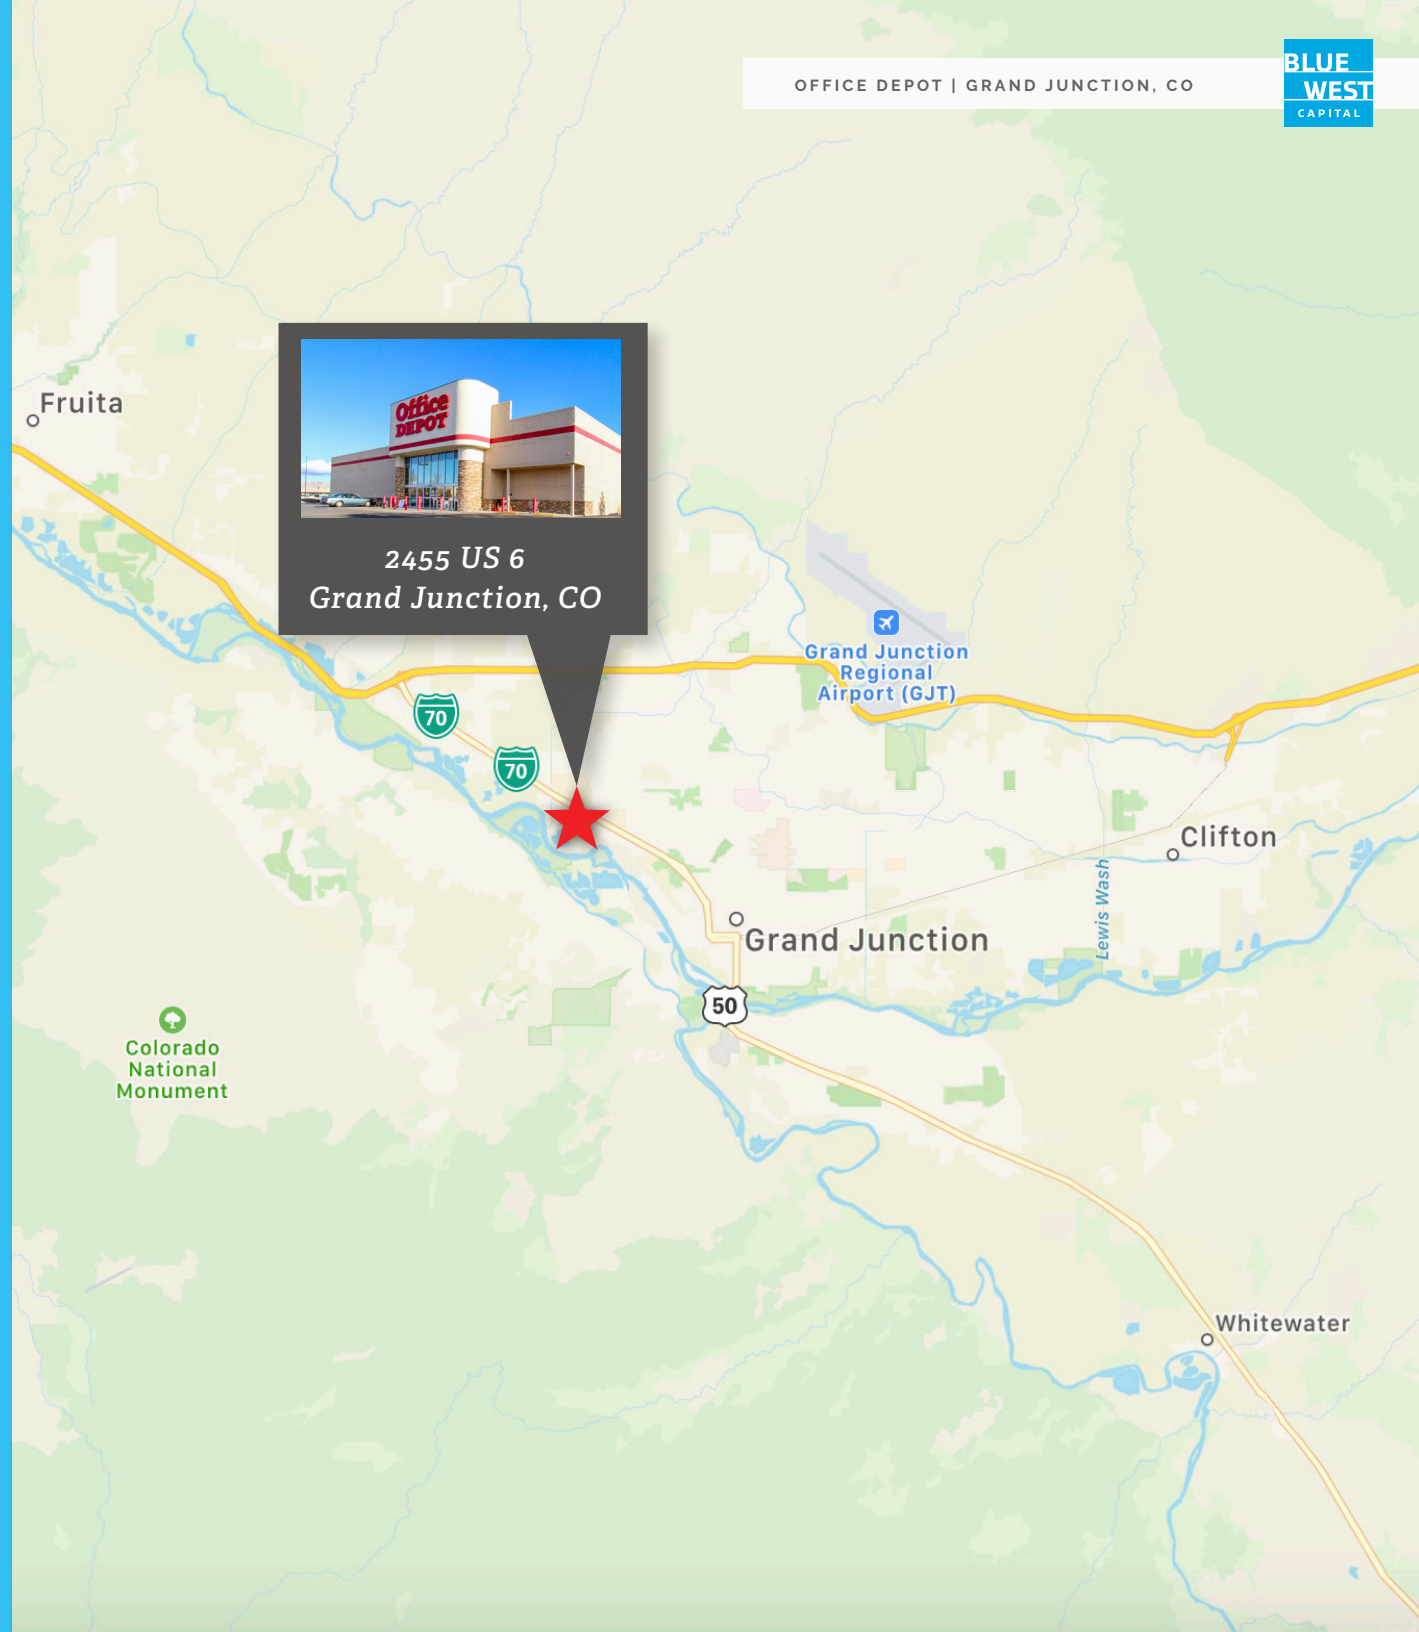 OFFICE DEPOT | GRAND JUNCTION, CO
BLUE
WEST
CAPITAL
Fruita
Office
DEPOT
2455 US 6
Grand Junction, CO
Grand Junction
Regional
Airport (GJT)
70
70
Clifton
Lewis Wash
Grand Junction
50
Colorado
National
Monument
Whitewater